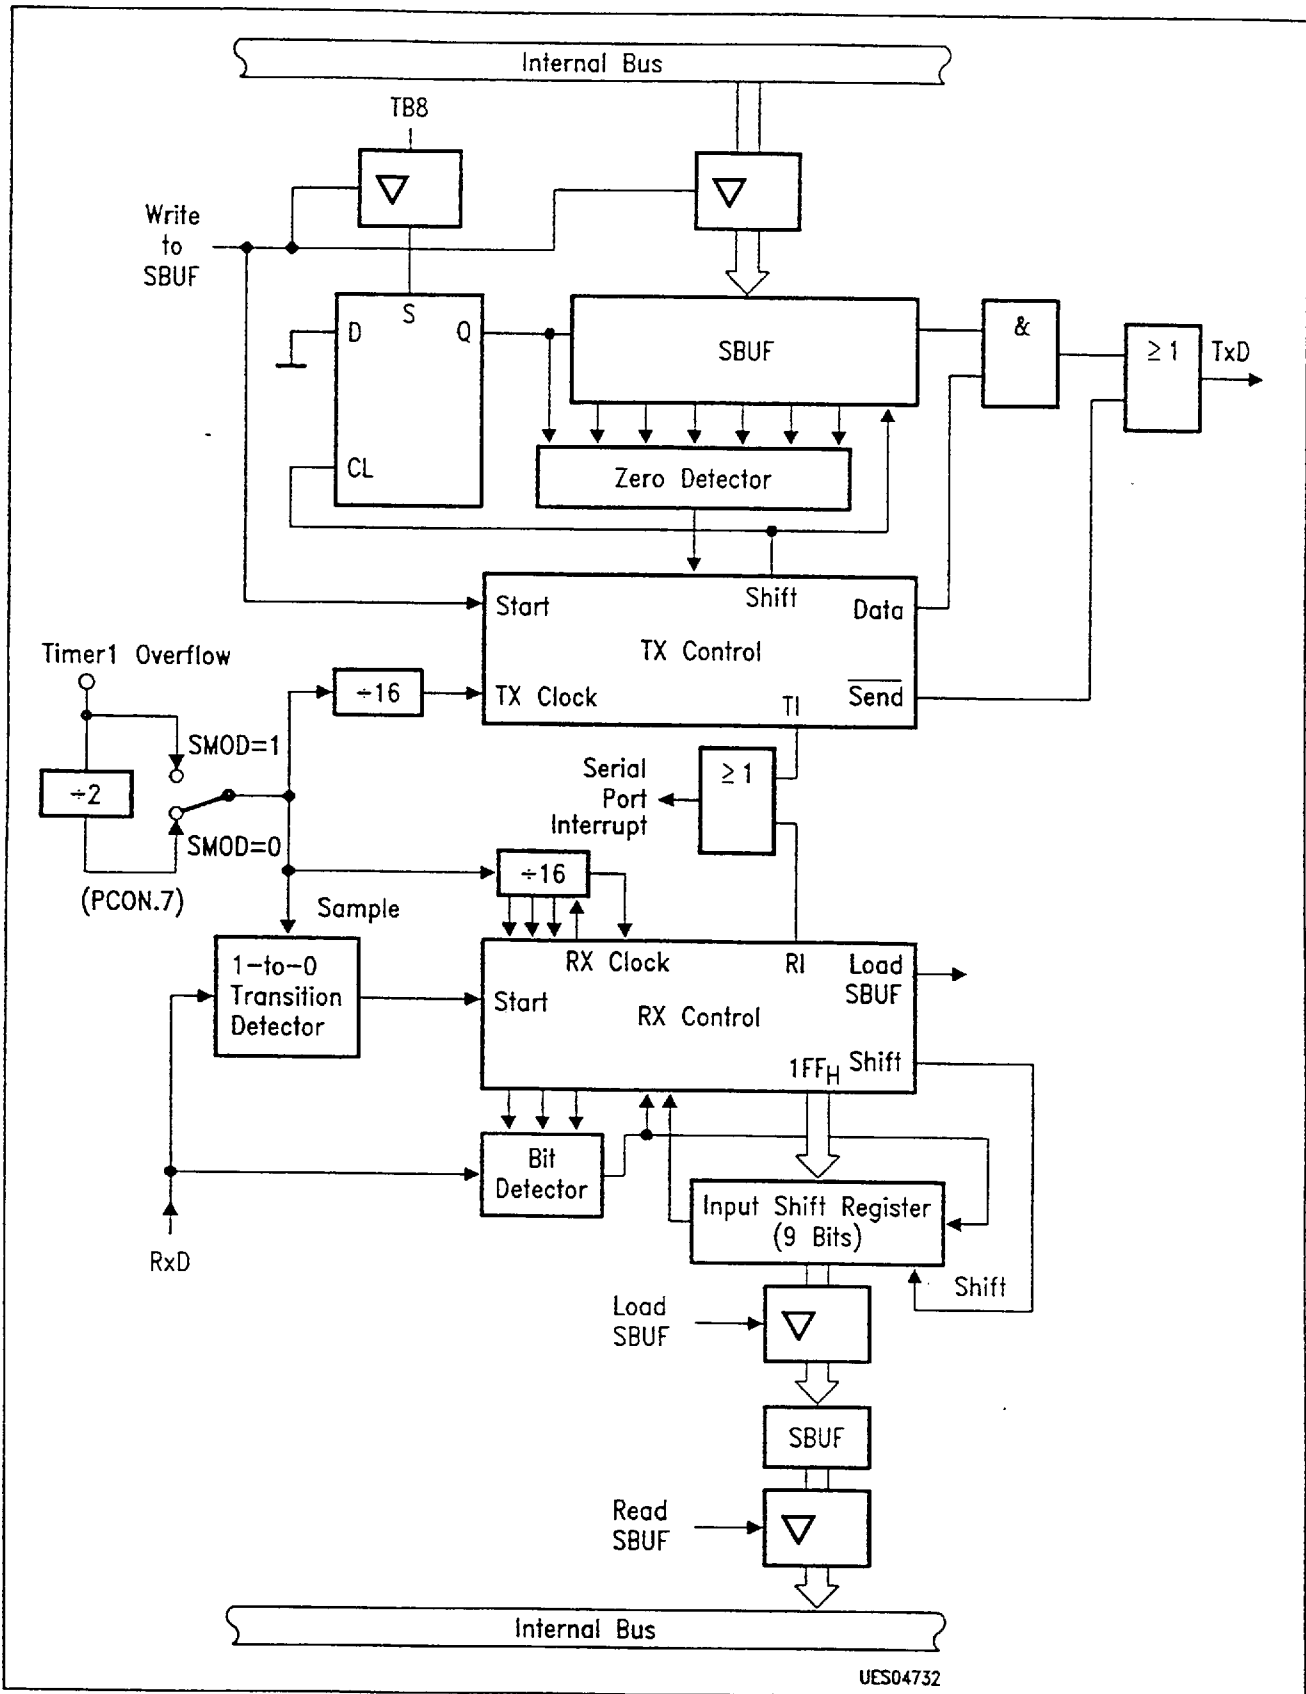 Internal Bus
TB8
Write
to
SBUF
S
D
Q
SBUF
&
≥1
TxD
CL
Zero Detector
Shift
Start
Data
TX Control
Timer1 Overflow
÷16
TX Clock
TI
Send
SMOD=1
÷2
SMOD=0
(PCON.7)
Serial
Port
Interrupt
≥1
÷16
Sample
1-to-0
Transition
Detector
RX Clock
RI
Load
SBUF
Start
RX Control
1FFH
Shift
Bit
Detector
RxD
Input Shift Register
(9 Bits)
Shift
Load
SBUF
SBUF
Read
SBUF
Internal Bus
UES04732